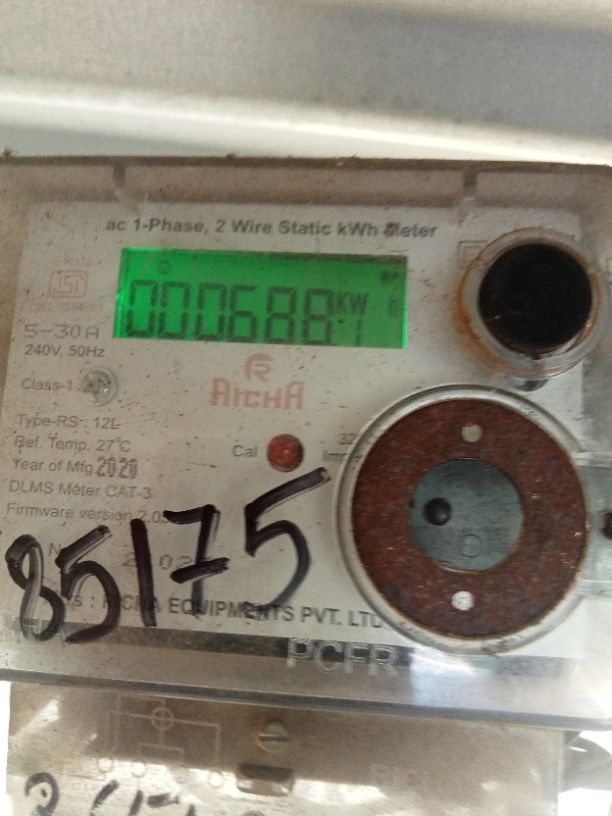 ac 1-Phase, 2 Wire Static kWh Meter
ISI
000688 KW h
5-30A
240V, 50Hz
R
RICHA
Class-1
Type-RS- 12L
Ref. Temp. 27°C
Cal
Year of Mfg. 2020
DLMS Meter CAT-3
Firmware version
85175
RICHA EQUIPMENTS PVT. LTD